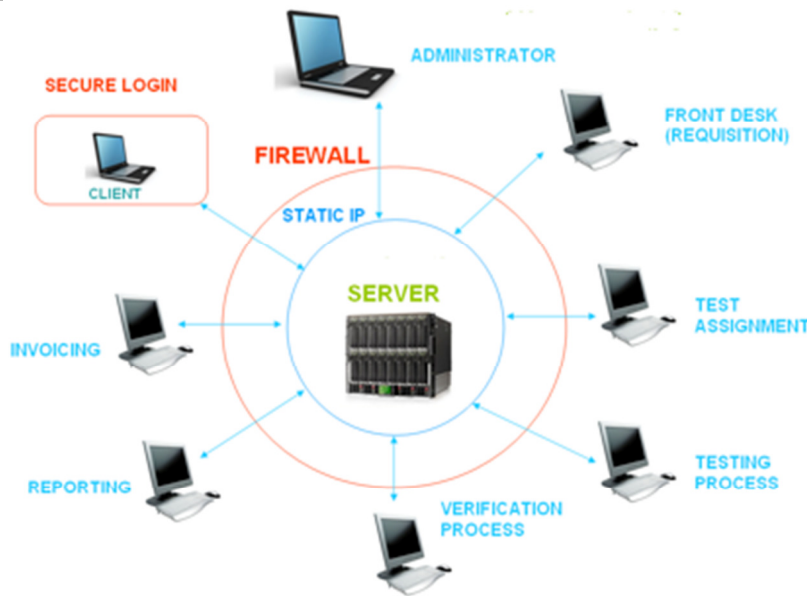 ADMINISTRATOR
SECURE LOGIN
FRONT DESK
(REQUISITION)
FIREWALL
CLIENT
STATIC IP
SERVER
TEST
ASSIGNMENT
INVOICING
TESTING
PROCESS
REPORTING
VERIFICATION
PROCESS